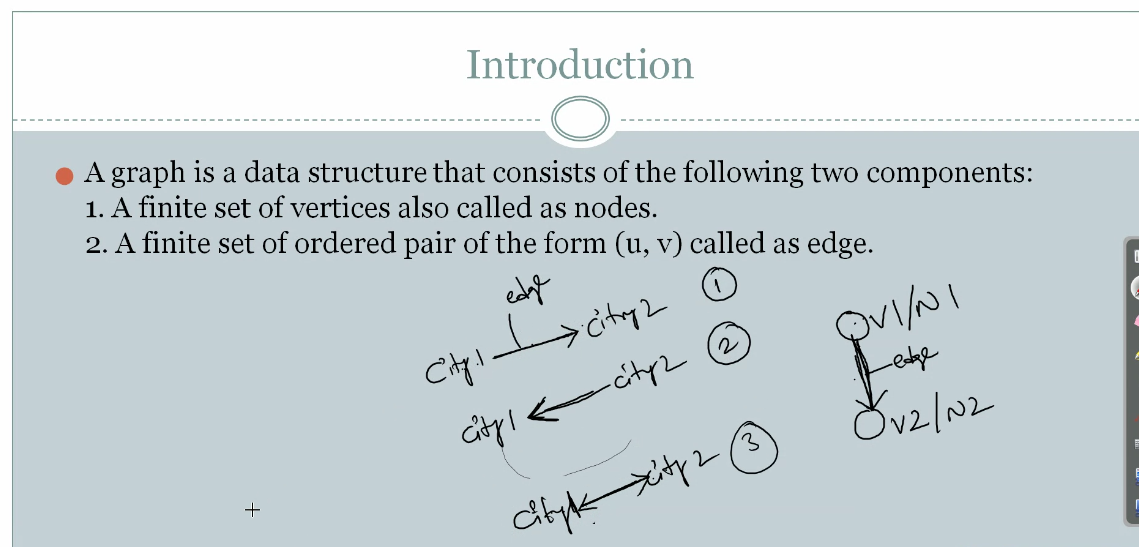 Introduction
A graph is a data structure that consists of the following two components:
1. A finite set of vertices also called as nodes.
2. A finite set of ordered pair of the form (u, v) called as edge.
edge
City1 city2 1
city1 city2 2
city1 city2 3
V1/N1
edge
V2/N2